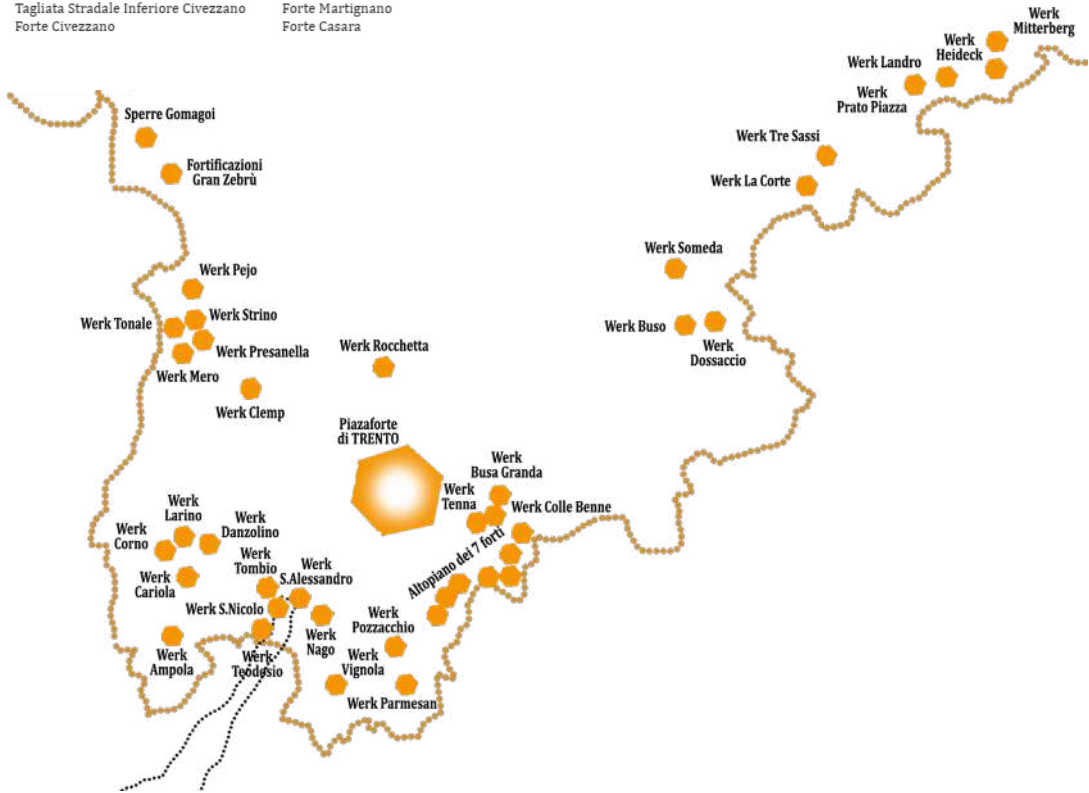 Tagliata Stradale Inferiore Civezzano
Forte Civezzano
Forte Martignano
Forte Casara
Werk
Mitterberg
Werk
Heideck
Werk Landro
Werk
Prato Piazza
Sperre Gomagoi
Fortificazioni
Gran Zebrù
Werk Tre Sassi
Werk La Corte
Werk Someda
Werk Pejo
Werk Strino
Werk Tonale
Werk Presanella
Werk Mero
Werk Clemp
Werk Buso
Werk
Dossaccio
Werk Rocchetta
Piazaforte
di TRENTO
Werk
Busa Granda
Werk
Tenna
Werk Colle Benne
Altopiano dei 7 forti
Werk
Larino
Werk
Danzolino
Werk
Corno
Werk
Cariola
Werk
Tombio
Werk
S.Alessandro
Werk S.Nicolo
Werk
Nago
Werk
Pozzacchio
Werk
Ampola
Werk
Teodosio
Werk
Vignola
Werk Parmesan